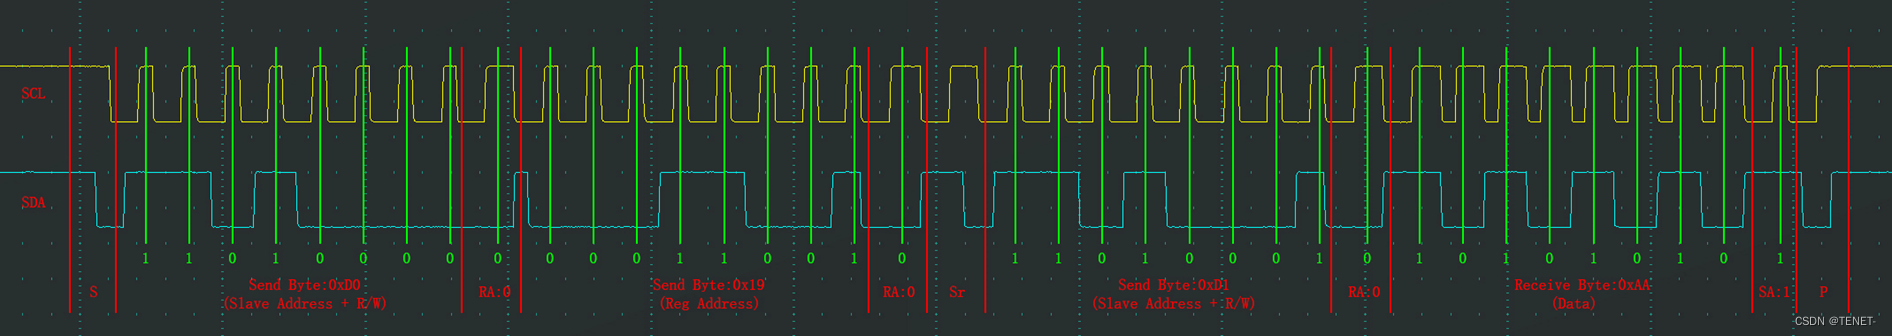 SCL
SDA
1 1 0 1 0 0 0 0 0 0 0 0 1 1 0 0 1 0 1 1 0 1 0 0 0 1 0 1 0 1 0 1 0 1 0 1
S
Send Byte:0xD0
(Slave Address + R/W)
RA:0
Send Byte:0x19
(Reg Address)
RA:0
Sr
Send Byte:0xD1
(Slave Address + R/W)
RA:0
Receive Byte:0xAA
(Data)
SA:1
P
CSDN @TENET-